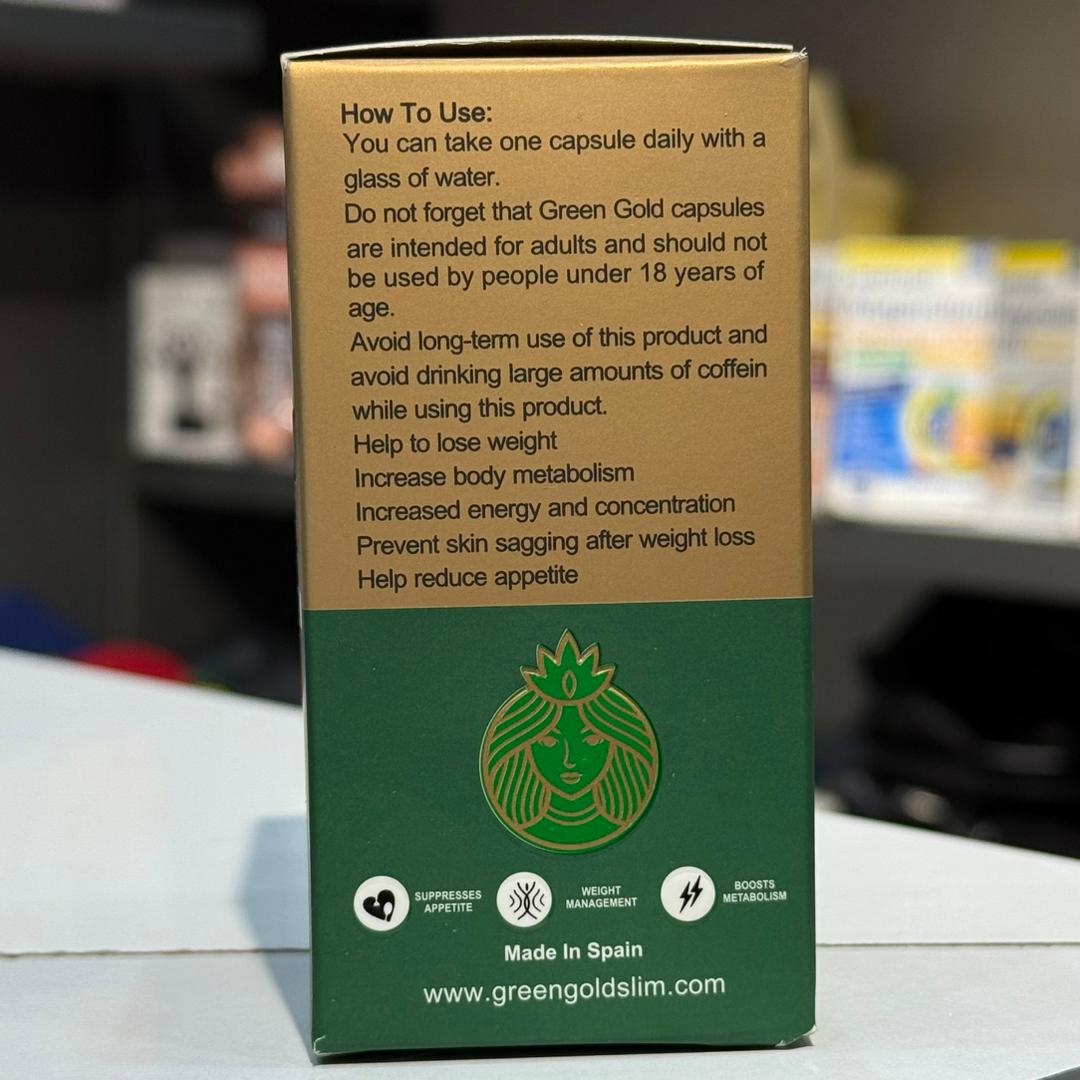 How To Use:
You can take one capsule daily with a
glass of water.
Do not forget that Green Gold capsules
are intended for adults and should not
be used by people under 18 years of
age.
Avoid long-term use of this product and
avoid drinking large amounts of coffein
while using this product.
Help to lose weight
Increase body metabolism
Increased energy and concentration
Prevent skin sagging after weight loss
Help reduce appetite
SUPPRESSES
APPETITE
WEIGHT
MANAGEMENT
BOOSTS
METABOLISM
Made In Spain
www.greengoldslim.com